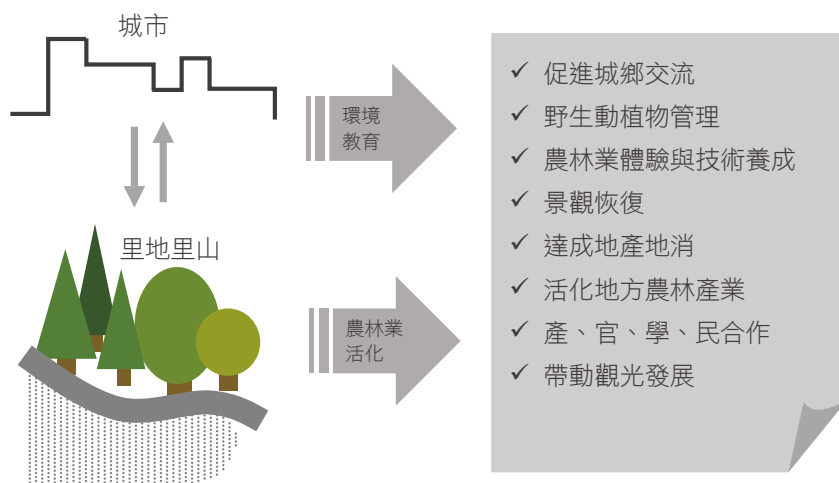 城市
環境
教育
里地里山
農林業
活化
✓ 促進城鄉交流
✓ 野生動植物管理
✓ 農林業體驗與技術養成
✓ 景觀恢復
✓ 達成地產地消
✓ 活化地方農林產業
✓ 產、官、學、民合作
✓ 帶動觀光發展